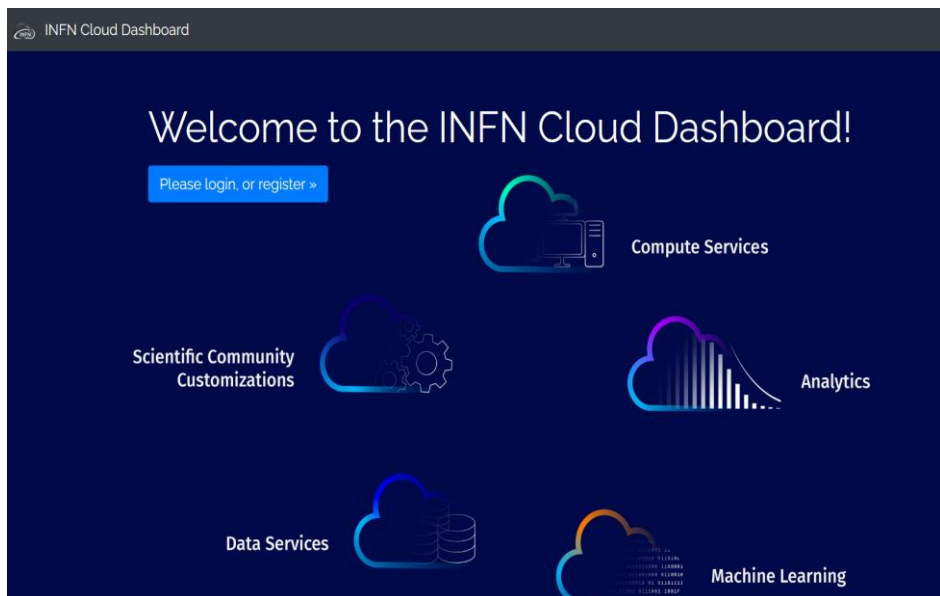 INFN
INFN Cloud Dashboard
Welcome to the INFN Cloud Dashboard!
Please login, or register »
Compute Services
Scientific Community
Customizations
Analytics
Data Services
Machine Learning